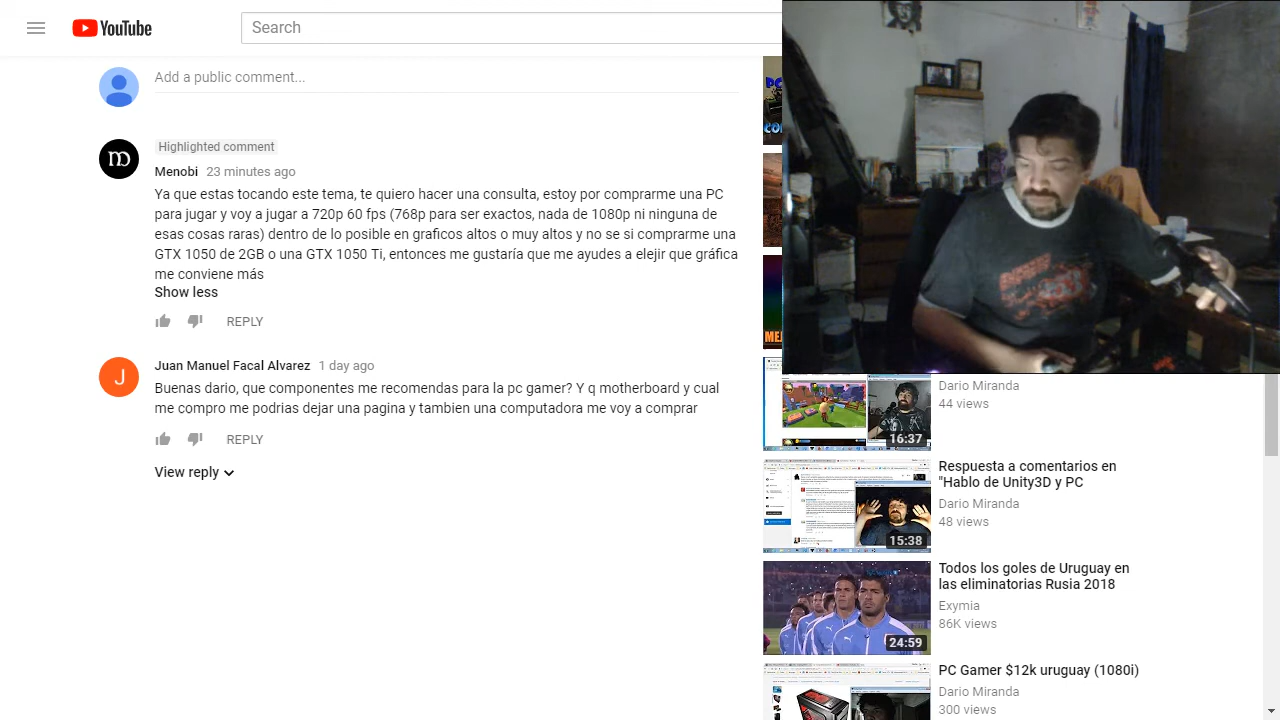 YouTube
Search
Add a public comment...
Highlighted comment
Menobi 23 minutes ago
Ya que estas tocando este tema, te quiero hacer una consulta, estoy por comprarme una PC
para jugar y voy a jugar a 720p 60 fps (768p para ser exactos, nada de 1080p ni ninguna de
esas cosas raras) dentro de lo posible en graficos altos o muy altos y no se si comprarme una
GTX 1050 de 2GB o una GTX 1050 Ti, entonces me gustaría que me ayudes a elejir que gráfica
me conviene más
Show less
REPLY
J
Juan Manuel Facal Alvarez 1 day ago
Buenas dario, que componentes me recomendas para la pc gamer? Y q motherboard y cual
me compro me podrias dejar una pagina y tambien una computadora me voy a comprar
REPLY
View reply
Dario Miranda
44 views
16:37
Respondiendo comentarios en
"Hablemos de SSD y PS4"
15:38
views
Todos los goles de Uruguay en
las eliminatorias Rusia 2018
Exymia
86K views
24:59
PC Gamer $12k uruguay (1080ti)
Dario Miranda
300 views